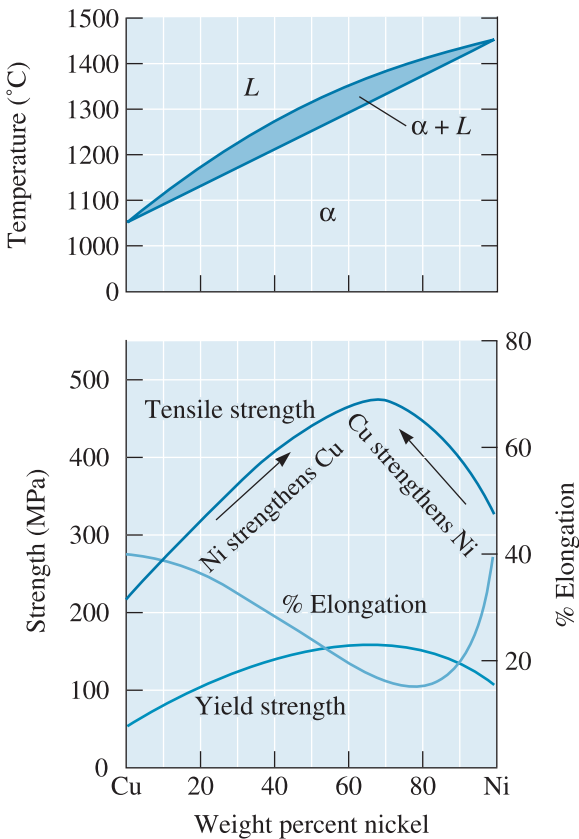 1500
1400
1300
1200
1100
1000
0
Temperature (°C)
L
α + L
α
500
400
300
200
100
0
Strength (MPa)
80
60
40
20
% Elongation
Tensile strength
Ni strengthens Cu
Cu strengthens Ni
% Elongation
Yield strength
Cu 20 40 60 80 Ni
Weight percent nickel